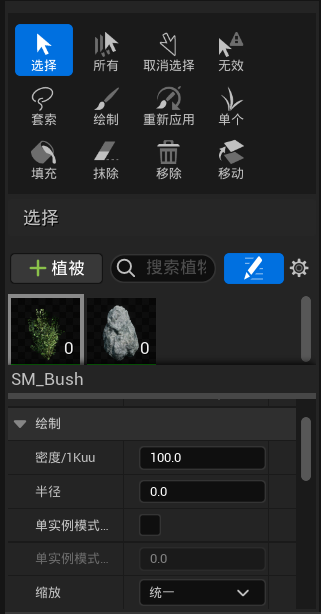 选择 所有 取消选择 无效
套索 绘制 重新应用 单个
填充 抹除 移除 移动
选择
植被 搜索植物
0 0
SM_Bush
绘制
密度/1Kuu 100.0
半径 0.0
单实例模式...
单实例模式... 0.0
缩放 统一